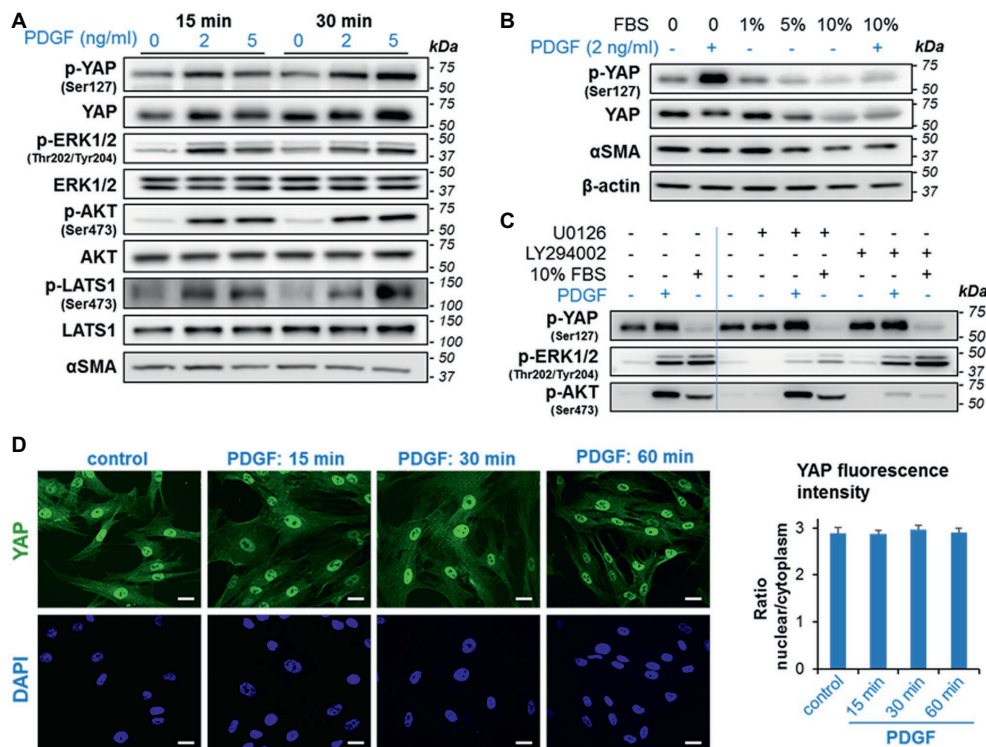 A
15 min 30 min
PDGF (ng/ml) 0 2 5 0 2 5 kDa
p-YAP 75
(Ser127) 50
YAP 75
50
p-ERK1/2 50
(Thr202/Tyr204) 37
ERK1/2 50
37
p-AKT 75
(Ser473) 50
AKT 75
50
p-LATS1 150
(Ser473) 100
LATS1 150
100
αSMA 50
37
B
FBS 0 0 1% 5% 10% 10%
PDGF (2 ng/ml) - + - - - + kDa
p-YAP 75
(Ser127) 50
YAP 75
50
αSMA 50
37
β-actin 50
37
C
U0126 - - - - + + + - - -
LY294002 - - - - - - - + + +
10% FBS - - + - - - + - - +
PDGF - + - - - + - - + - kDa
p-YAP 75
(Ser127) 50
p-ERK1/2 50
(Thr202/Tyr204) 37
p-AKT 75
(Ser473) 50
D
control PDGF: 15 min PDGF: 30 min PDGF: 60 min
YAP
DAPI
YAP fluorescence
intensity
Ratio
nuclear/cytoplasm
3
2
1
0
control 15 min 30 min 60 min
PDGF